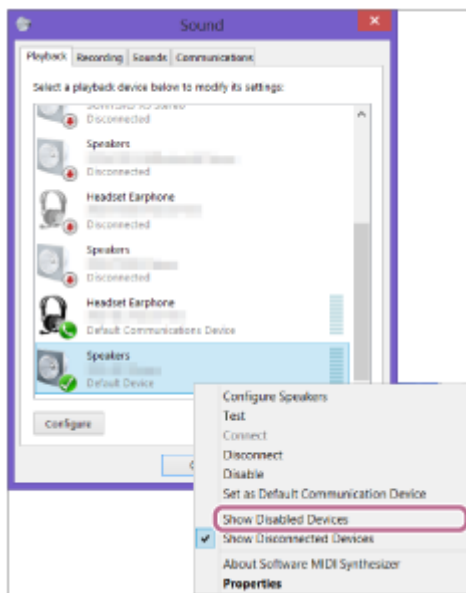 Sound
Playback Recording Sounds Communications
Select a playback device below to modify its settings:
Disconnected
Speakers
Disconnected
Headset Earphone
Disconnected
Speakers
Disconnected
Headset Earphone
Default Communications Device
Speakers
Default Device
Configure
Configure Speakers
Test
Connect
Disconnect
Disable
Set as Default Communication Device
Show Disabled Devices
Show Disconnected Devices
About Software MIDI Synthesizer
Properties